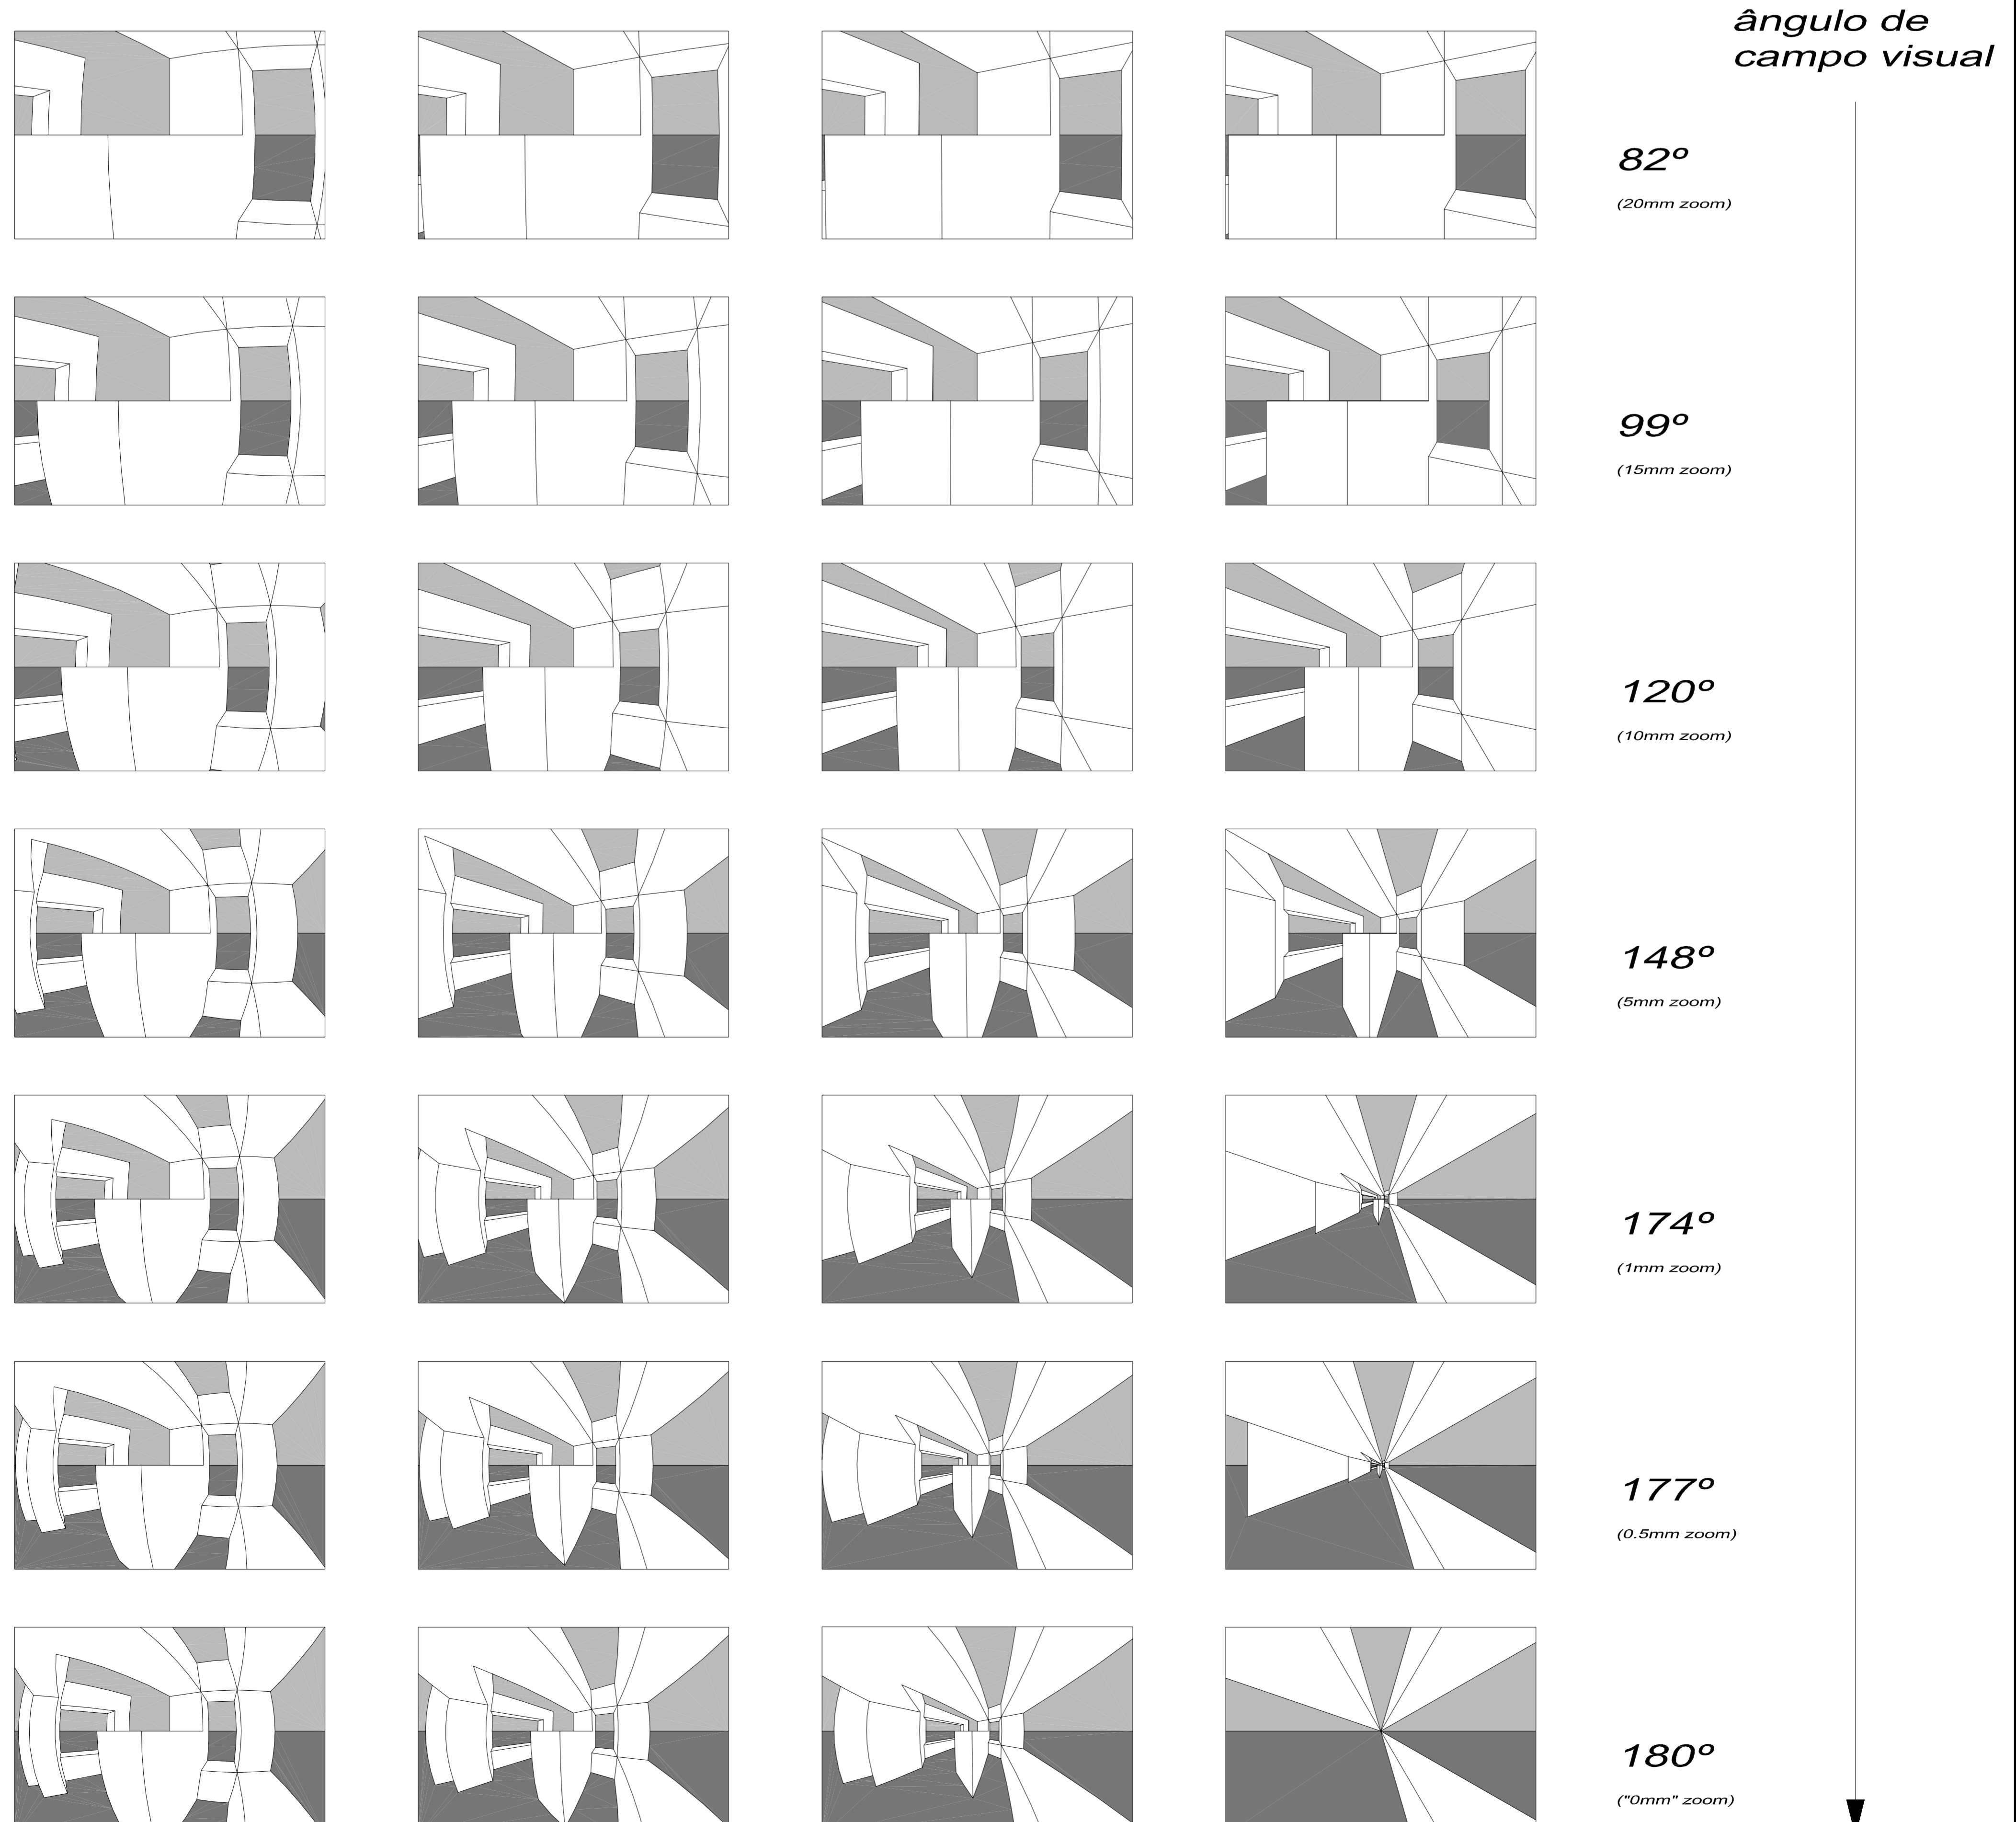 ângulo de
campo visual
82º
(20mm zoom)
99º
(15mm zoom)
120º
(10mm zoom)
148º
(5mm zoom)
174º
(1mm zoom)
177º
(0.5mm zoom)
180º
("0mm" zoom)